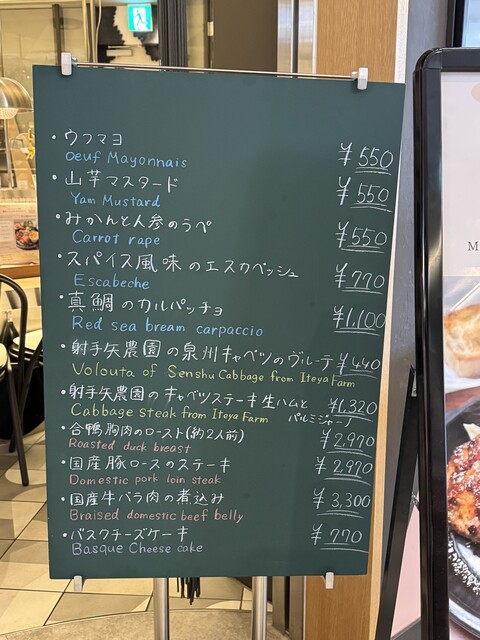 ・ウフマヨ ¥550
Oeuf Mayonnais
・山芋マスタード ¥550
Yam Mustard
・みかんと人参のラペ ¥550
Carrot rape
・スパイス風味のエスカベッシュ ¥770
Escabeche
・真鯛のカルパッチョ ¥1,100
Red sea bream carpaccio
・射手矢農園の泉州キャベツのヴルーテ ¥440
Volouta of Senshu Cabbage from Iteya Farm
・射手矢農園のキャベツステーキ生ハムと ¥1,320
パルミジャーノ
Cabbage steak from Iteya Farm
・合鴨胸肉のロースト(約2人前) ¥2,970
Roasted duck breast
・国産豚ロースのステーキ ¥2970
Domestic pork loin steak
・国産牛バラ肉の煮込み ¥3,300
Braised domestic beef belly
・バスクチーズケーキ ¥770
Basque Cheese cake
M